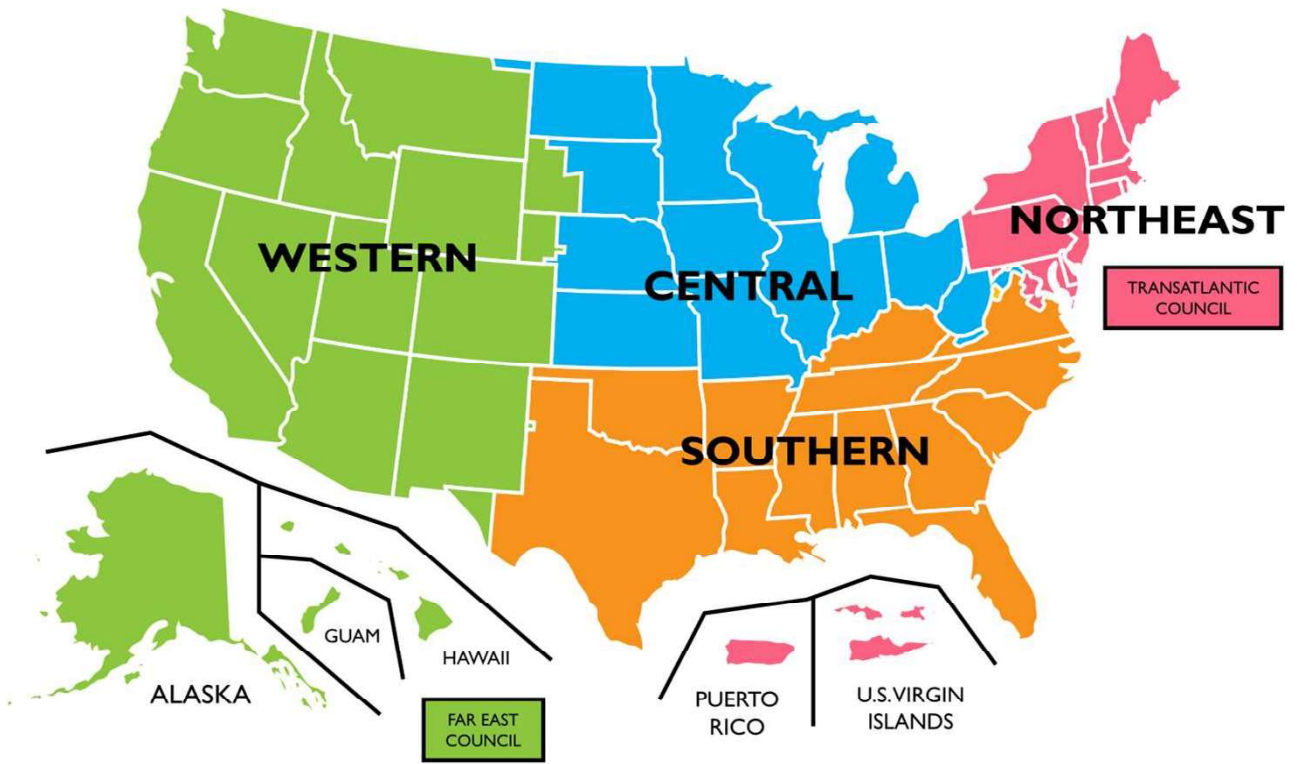 NORTHEAST
WESTERN
CENTRAL
TRANSATLANTIC
COUNCIL
SOUTHERN
GUAM
HAWAII
ALASKA
FAR EAST
COUNCIL
PUERTO
RICO
U.S. VIRGIN
ISLANDS